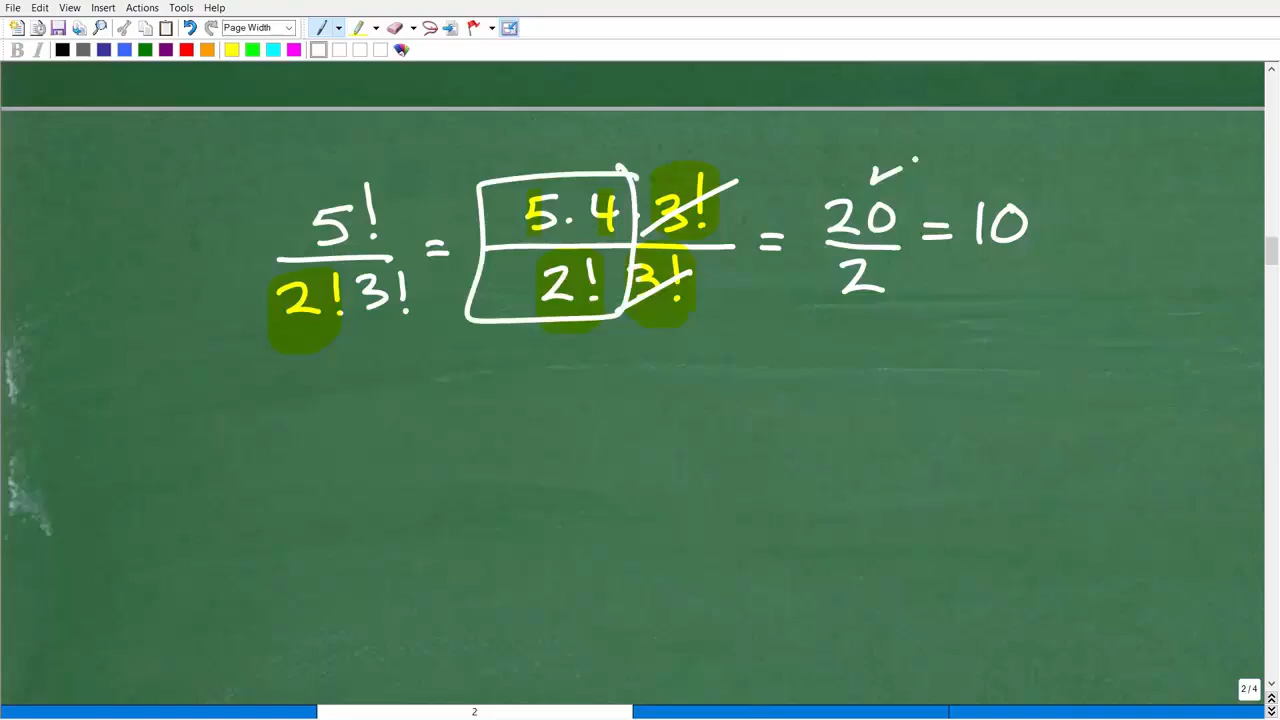 File Edit View Insert Actions Tools Help
Page Width
B I
5! / 2!3! = 5·4·3! / 2!3! = 20 / 2 = 10
2/4
2